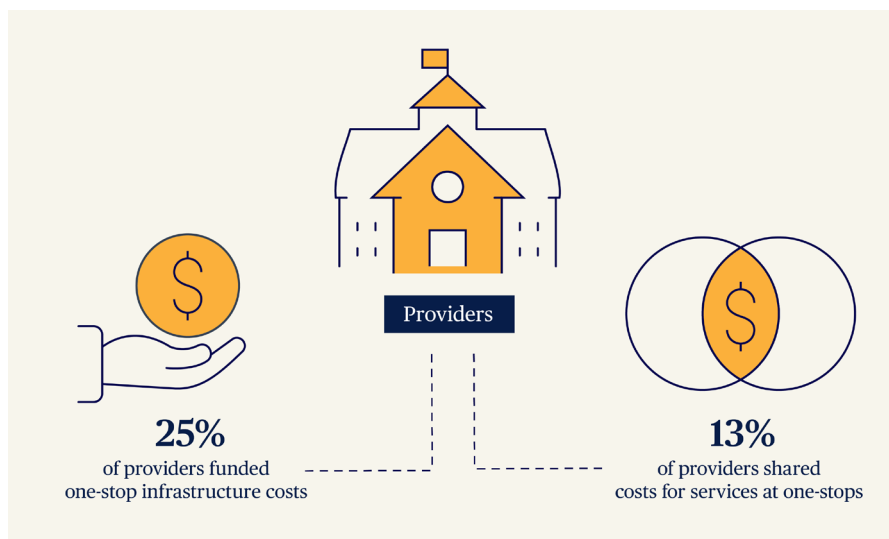 Providers
25%
of providers funded
one-stop infrastructure costs
13%
of providers shared
costs for services at one-stops